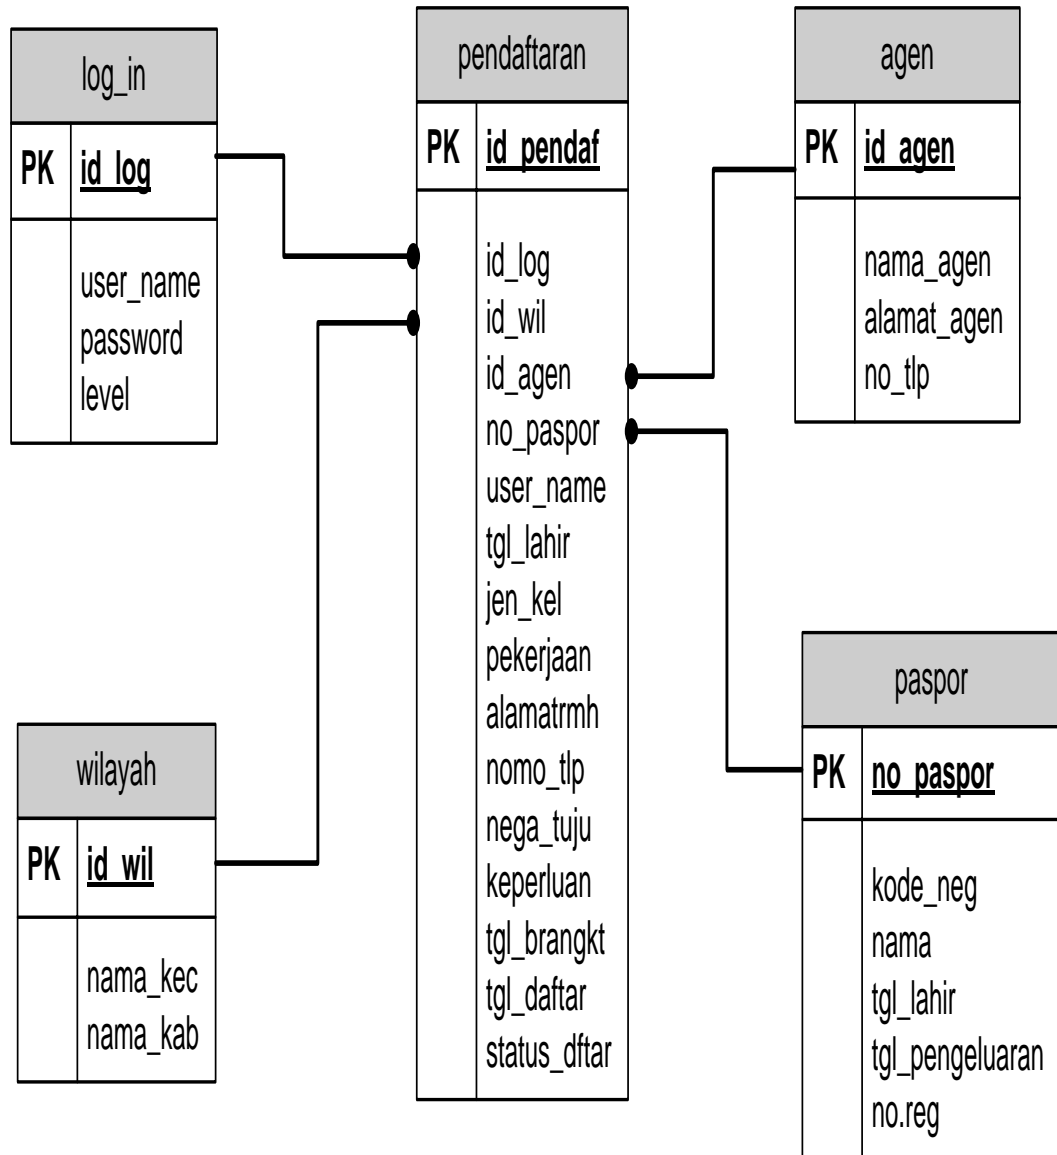 log_in
PK id_log
user_name
password
level
pendaftaran
PK id_pendaf
id_log
id_wil
id_agen
no_paspor
user_name
tgl_lahir
jen_kel
pekerjaan
alamatrmh
nomo_tlp
nega_tuju
keperluan
tgl_brangkt
tgl_daftar
status_dftar
agen
PK id_agen
nama_agen
alamat_agen
no_tlp
wilayah
PK id_wil
nama_kec
nama_kab
paspor
PK no_paspor
kode_neg
nama
tgl_lahir
tgl_pengeluaran
no.reg